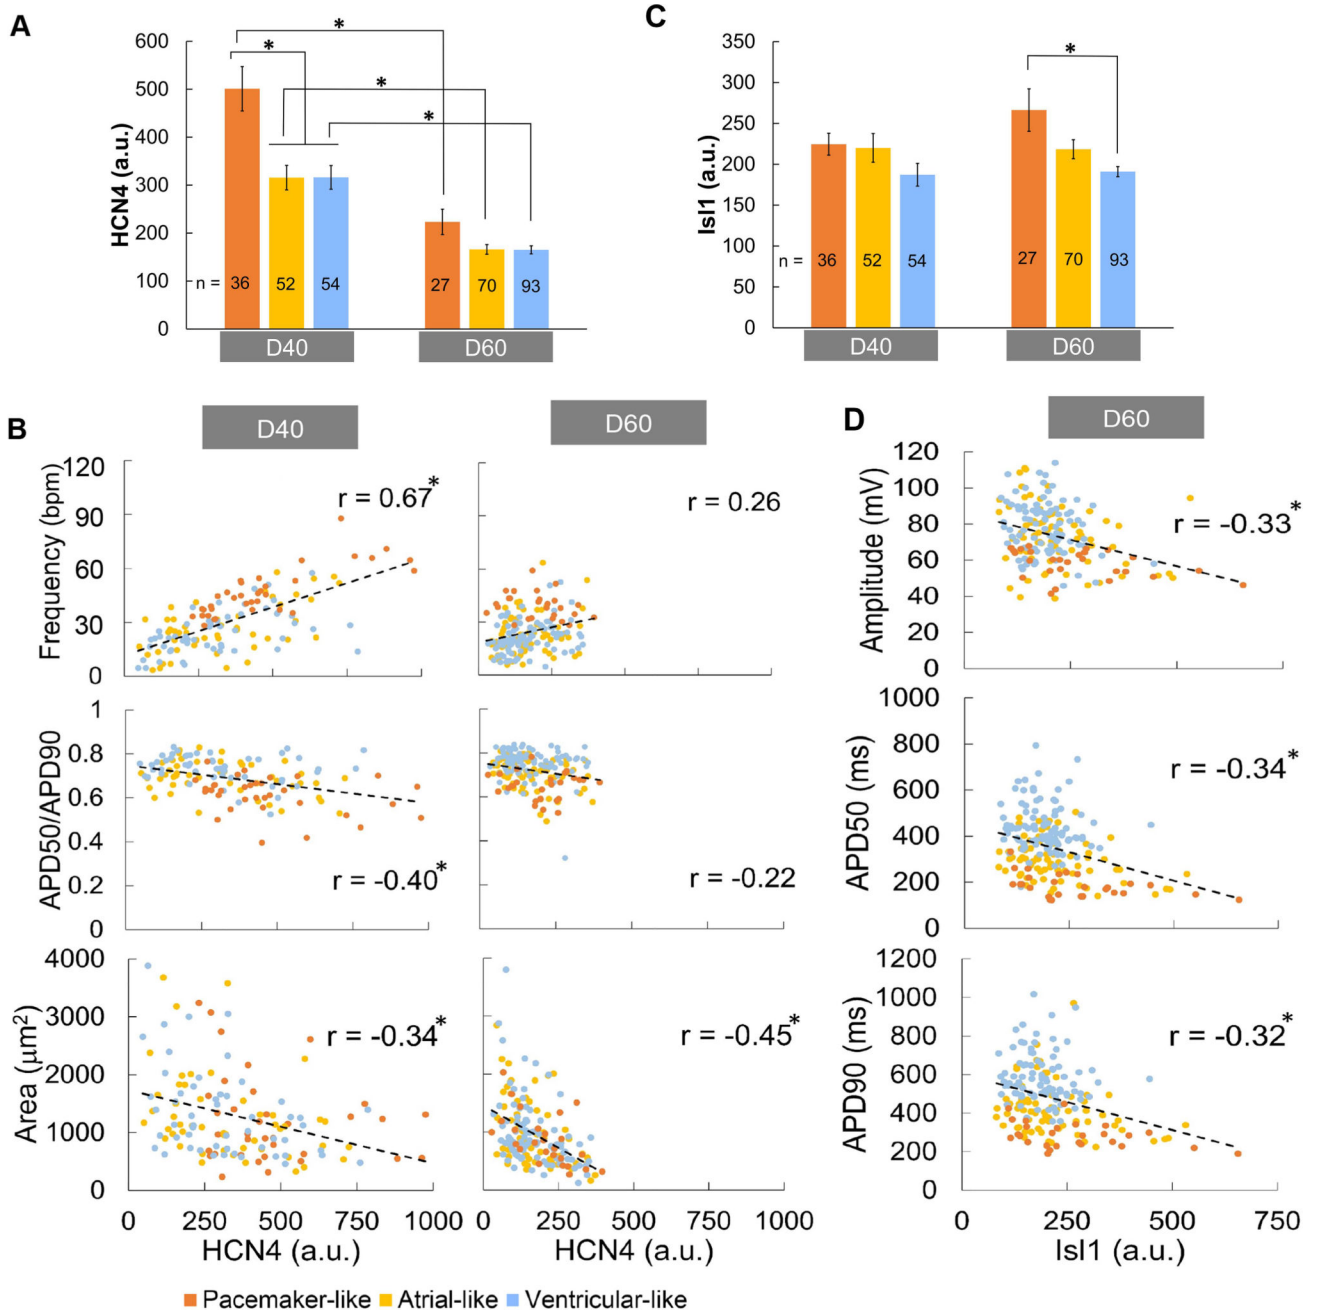 A
C
HCN4 (a.u.)
600
500
400
300
200
100
0
* * * *
n = 36 52 54 27 70 93
D40 D60
Isl1 (a.u.)
350
300
250
200
150
100
50
0
*
n = 36 52 54 27 70 93
D40 D60
B
D40 D60
Frequency (bpm)
120
90
60
30
0
r = 0.67*
r = 0.26
APD50/APD90
1
0.8
0.6
0.4
0.2
0
r = -0.40*
r = -0.22
Area (μm²)
4000
3000
2000
1000
0
r = -0.34*
r = -0.45*
0 250 500 750 1000
HCN4 (a.u.)
0 250 500 750 1000
HCN4 (a.u.)
D
D60
Amplitude (mV)
120
100
80
60
40
20
0
r = -0.33*
APD50 (ms)
1000
800
600
400
200
0
r = -0.34*
APD90 (ms)
1200
1000
800
600
400
200
0
r = -0.32*
0 250 500 750
Isl1 (a.u.)
Pacemaker-like Atrial-like Ventricular-like